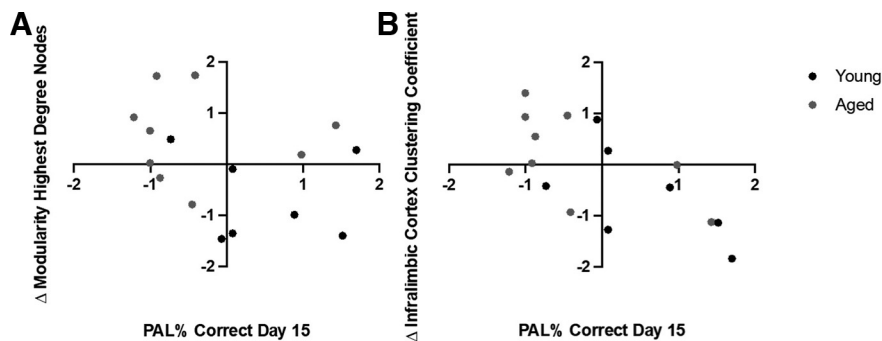 A
B
Δ Modularity Highest Degree Nodes
2
1
-2
-1
1
2
-1
-2
PAL% Correct Day 15
Δ Infralimbic Cortex Clustering Coefficient
2
1
-2
-1
1
2
-1
-2
PAL% Correct Day 15
Young
Aged